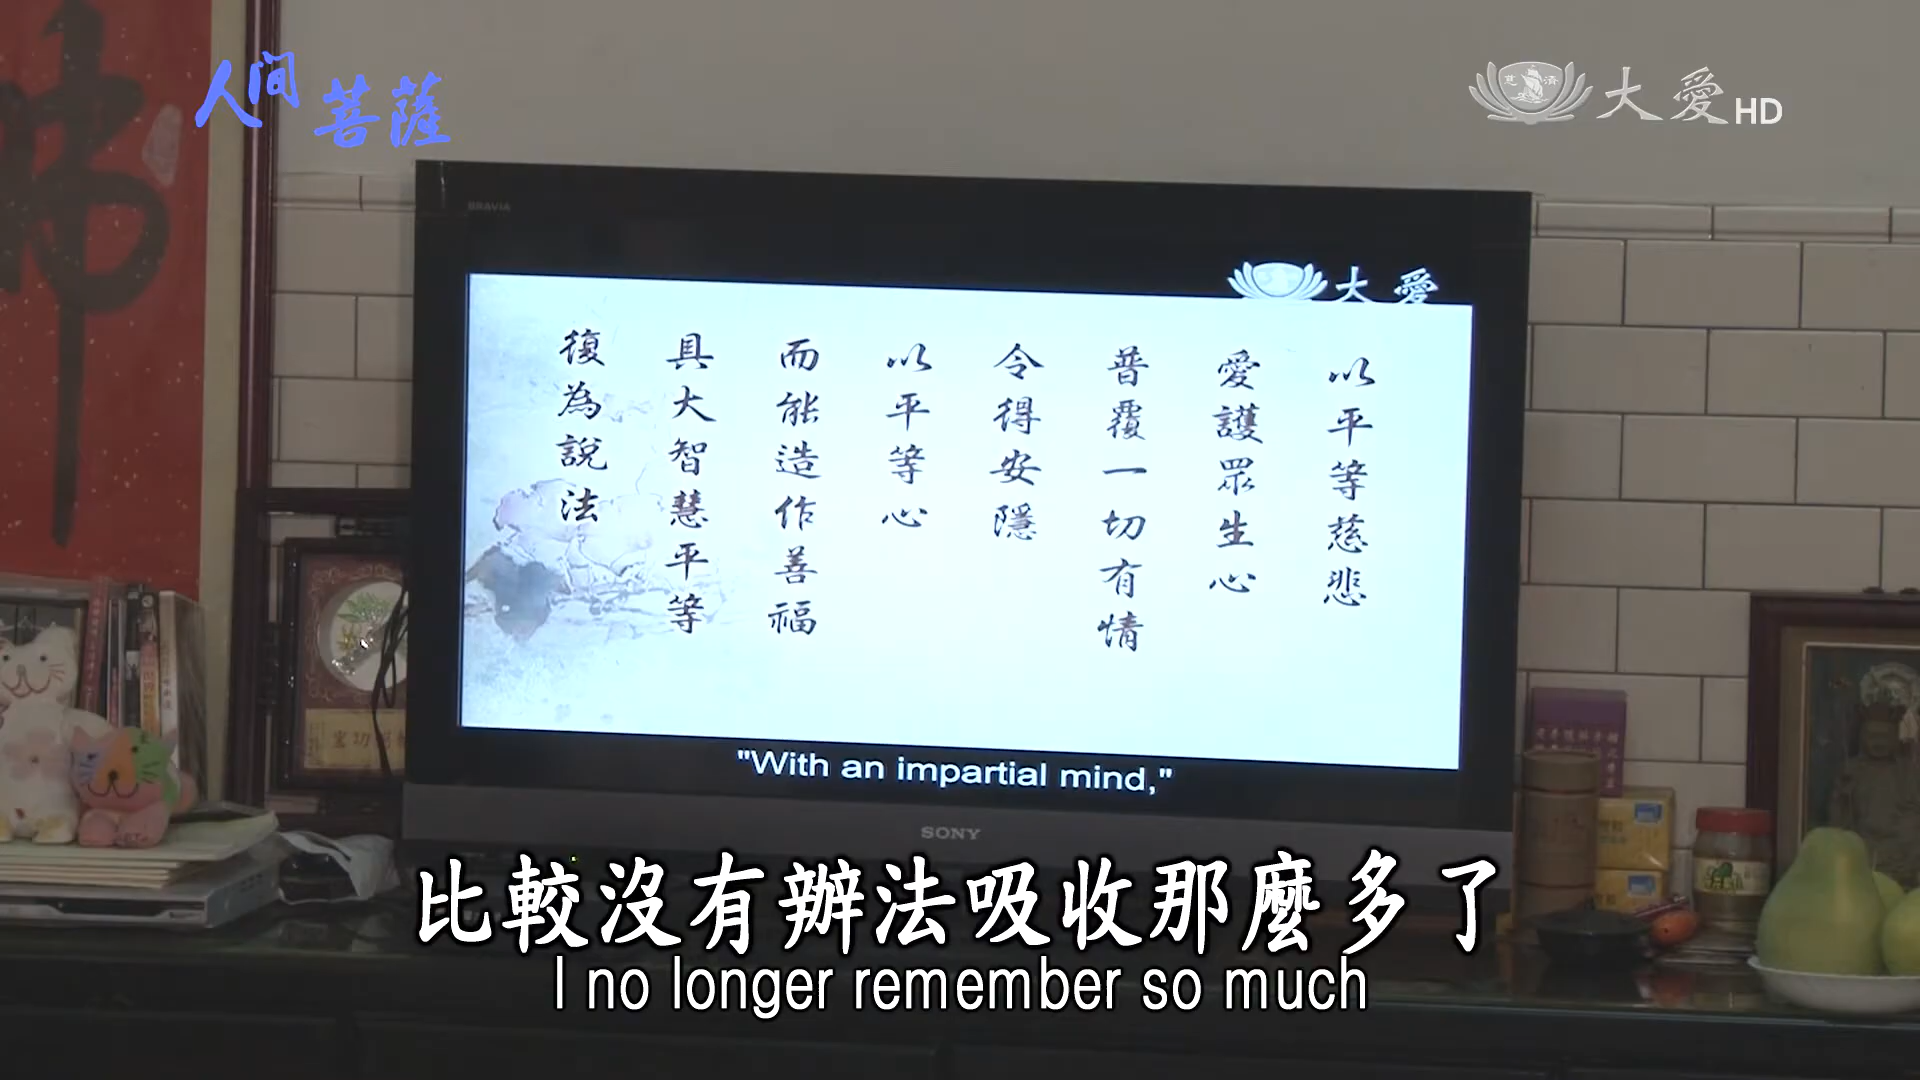 人間
菩薩
大愛HD
BRAVIA
大愛
以平等慈悲
愛護眾生心
普覆一切有情
令得安隱
以平等心
而能造作善福
具大智慧平等
復為說法
"With an impartial mind,"
SONY
比較沒有辦法吸收那麼多了
I no longer remember so much